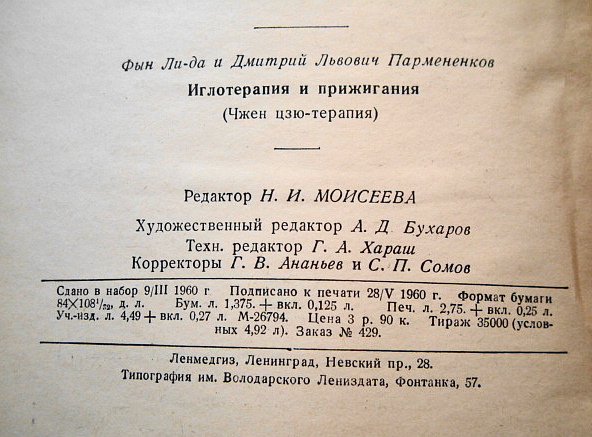 Фын Ли-да и Дмитрий Львович Пармененков
Иглотерапия и прижигания
(Чжен цзю-терапия)
Редактор Н. И. МОИСЕЕВА
Художественный редактор А. Д. Бухаров
Техн. редактор Г. А. Хараш
Корректоры Г. В. Ананьев и С. П. Сомов
Сдано в набор 9/III 1960 г Подписано к печати 28/V 1960 г. Формат бумаги
84×108¹/₃₂, д. л. Бум. л. 1,375. + вкл. 0,125 л. Печ. л. 2,75. + вкл. 0,25 л.
Уч.-изд. л. 4,49 + вкл. 0,27 л. М-26794. Цена 3 р. 90 к. Тираж 35000 (услов-
ных 4,92 л). Заказ № 429.
Ленмедгиз, Ленинград, Невский пр., 28.
Типография им. Володарского Лениздата, Фонтанка, 57.